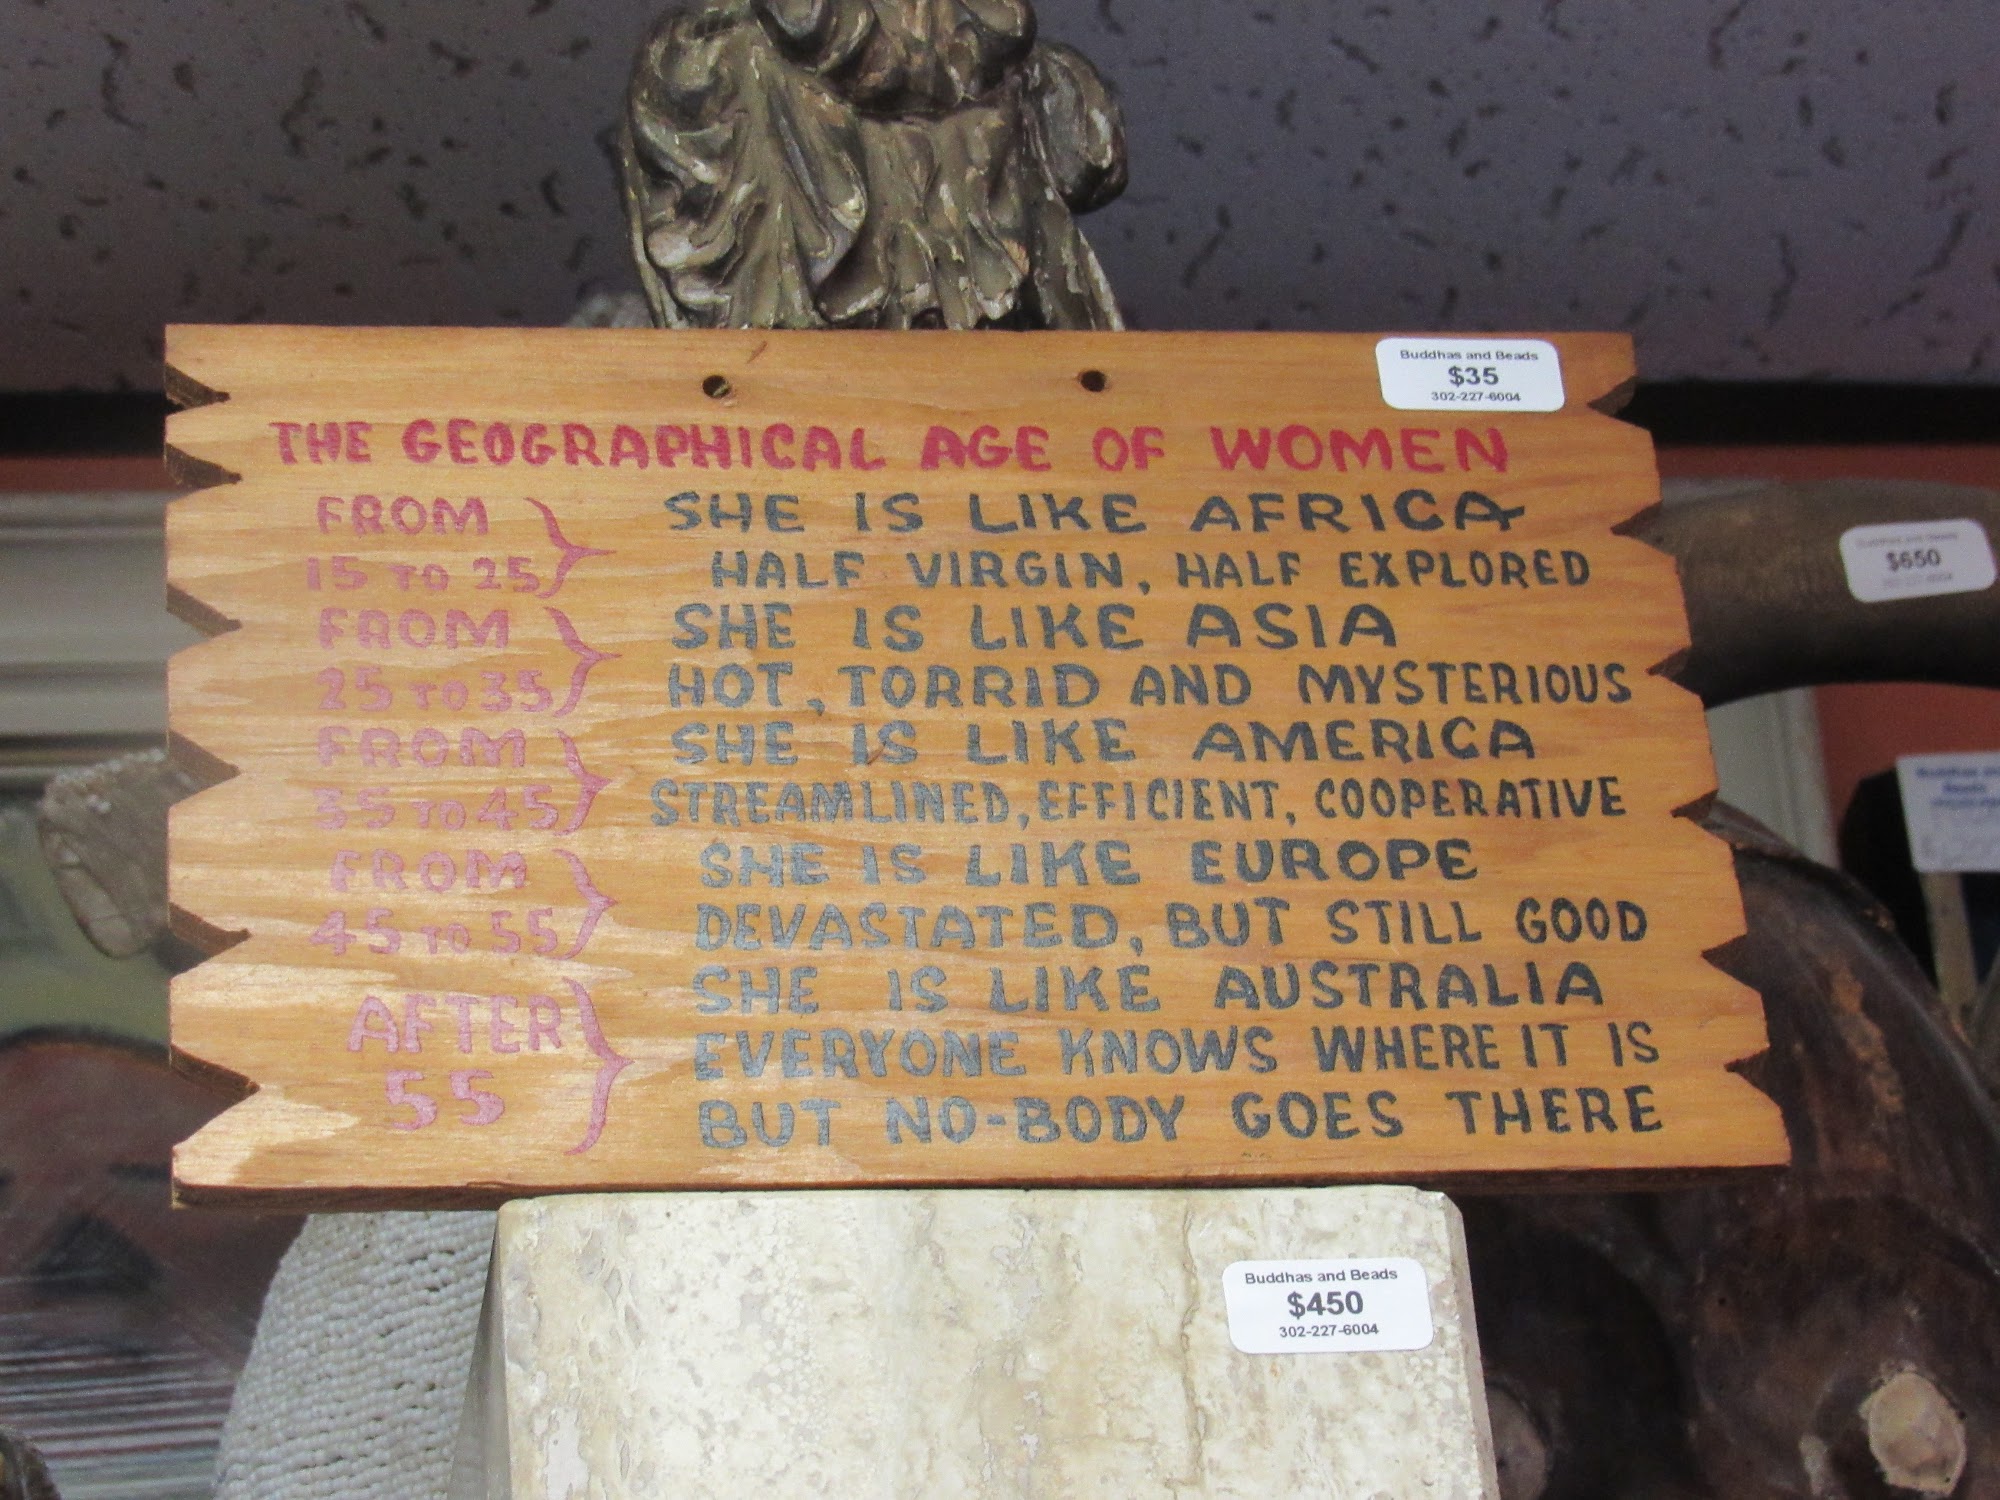 Buddhas and Beads
$35
302-227-6004
THE GEOGRAPHICAL AGE OF WOMEN
FROM
15 TO 25
SHE IS LIKE AFRICA
HALF VIRGIN, HALF EXPLORED
FROM
25 TO 35
SHE IS LIKE ASIA
HOT, TORRID AND MYSTERIOUS
FROM
35 TO 45
SHE IS LIKE AMERICA
STREAMLINED, EFFICIENT, COOPERATIVE
FROM
45 TO 55
SHE IS LIKE EUROPE
DEVASTATED, BUT STILL GOOD
AFTER
55
SHE IS LIKE AUSTRALIA
EVERYONE KNOWS WHERE IT IS
BUT NO-BODY GOES THERE
$650
Buddhas and Beads
$450
302-227-6004